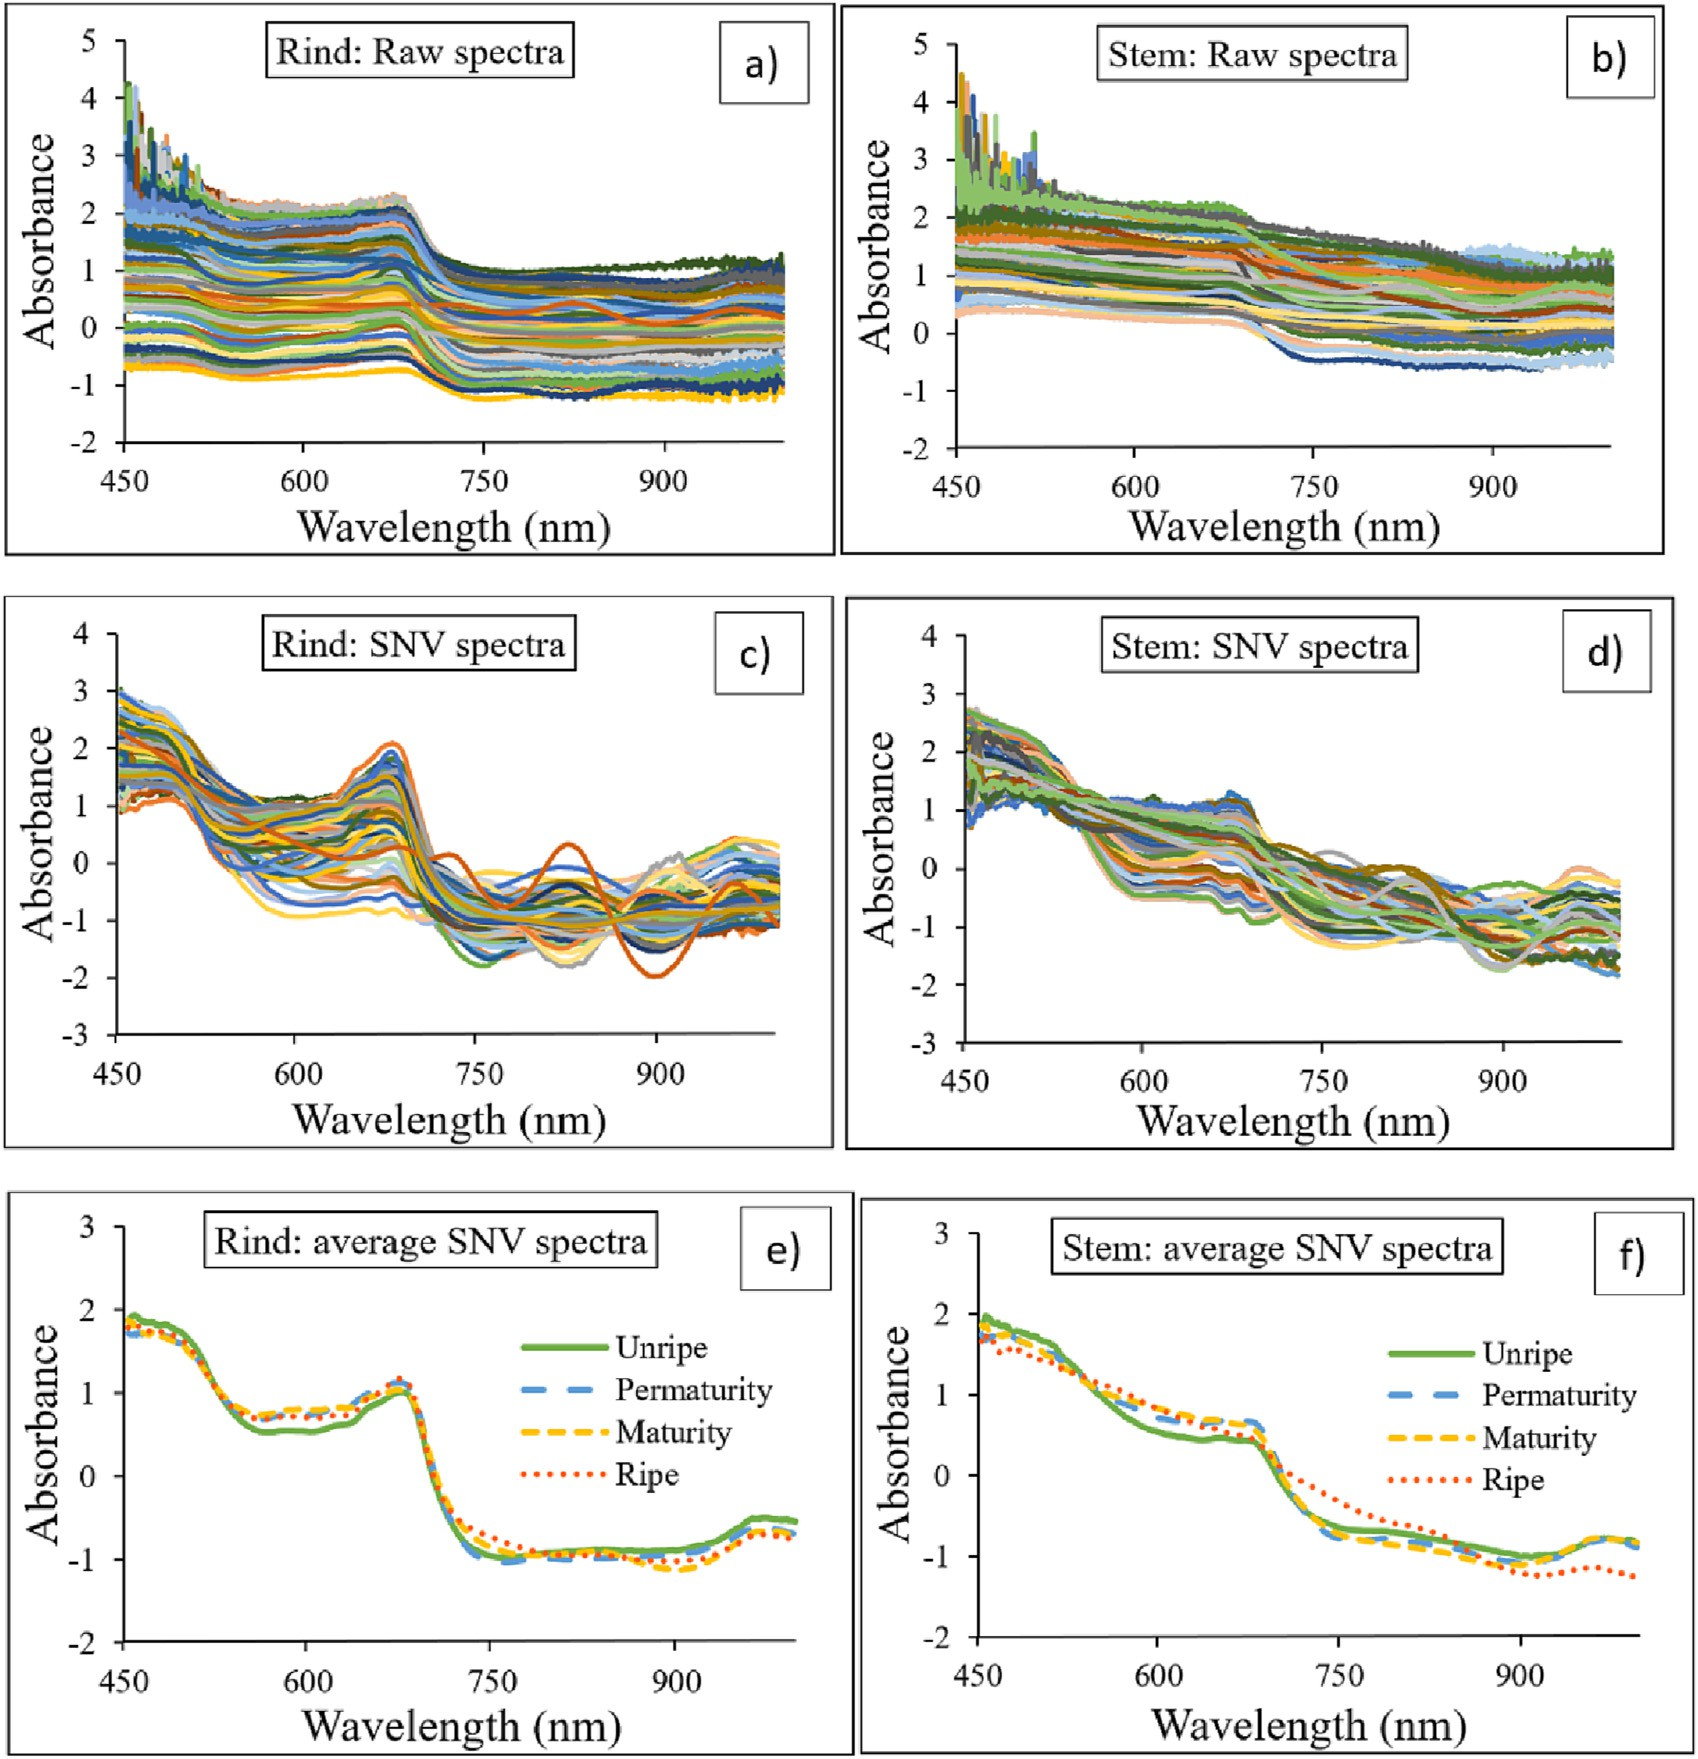 Rind: Raw spectra
a)
5
4
3
2
1
0
-1
-2
Absorbance
450 600 750 900
Wavelength (nm)
Stem: Raw spectra
b)
5
4
3
2
1
0
-1
-2
Absorbance
450 600 750 900
Wavelength (nm)
Rind: SNV spectra
c)
4
3
2
1
0
-1
-2
-3
Absorbance
450 600 750 900
Wavelength (nm)
Stem: SNV spectra
d)
4
3
2
1
0
-1
-2
-3
Absorbance
450 600 750 900
Wavelength (nm)
Rind: average SNV spectra
e)
3
2
1
0
-1
-2
Absorbance
Unripe
Permaturity
Maturity
Ripe
450 600 750 900
Wavelength (nm)
Stem: average SNV spectra
f)
3
2
1
0
-1
-2
Absorbance
Unripe
Permaturity
Maturity
Ripe
450 600 750 900
Wavelength (nm)